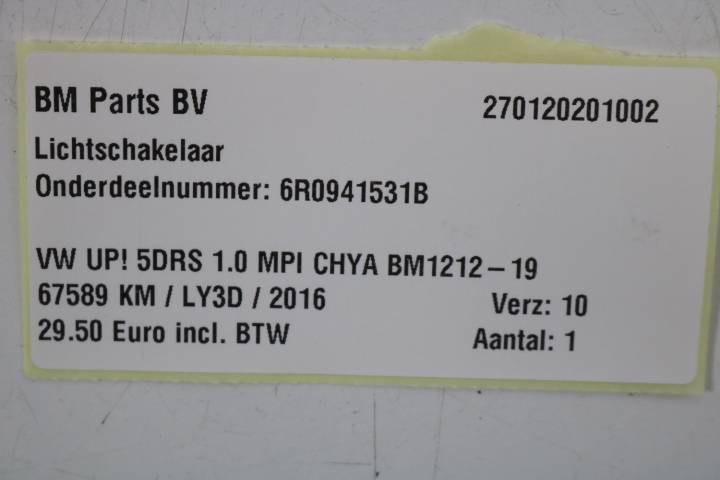 BM Parts BV 270120201002
Lichtschakelaar
Onderdeelnummer: 6R0941531B
VW UP! 5DRS 1.0 MPI CHYA BM1212-19
67589 KM / LY3D / 2016 Verz: 10
29.50 Euro incl. BTW Aantal: 1